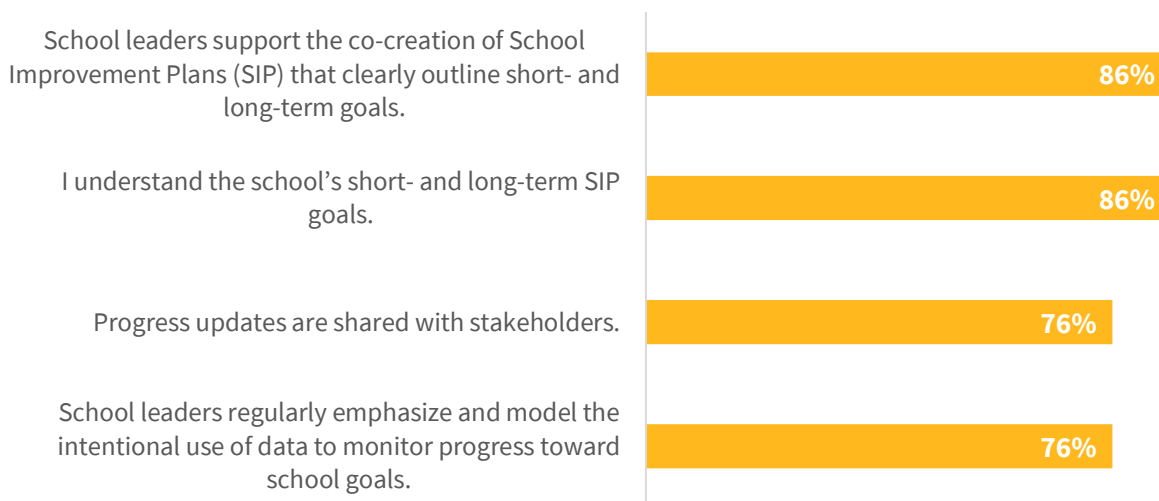 School leaders support the co-creation of School
Improvement Plans (SIP) that clearly outline short- and
long-term goals.
86%
I understand the school’s short- and long-term SIP
goals.
86%
Progress updates are shared with stakeholders.
76%
School leaders regularly emphasize and model the
intentional use of data to monitor progress toward
school goals.
76%